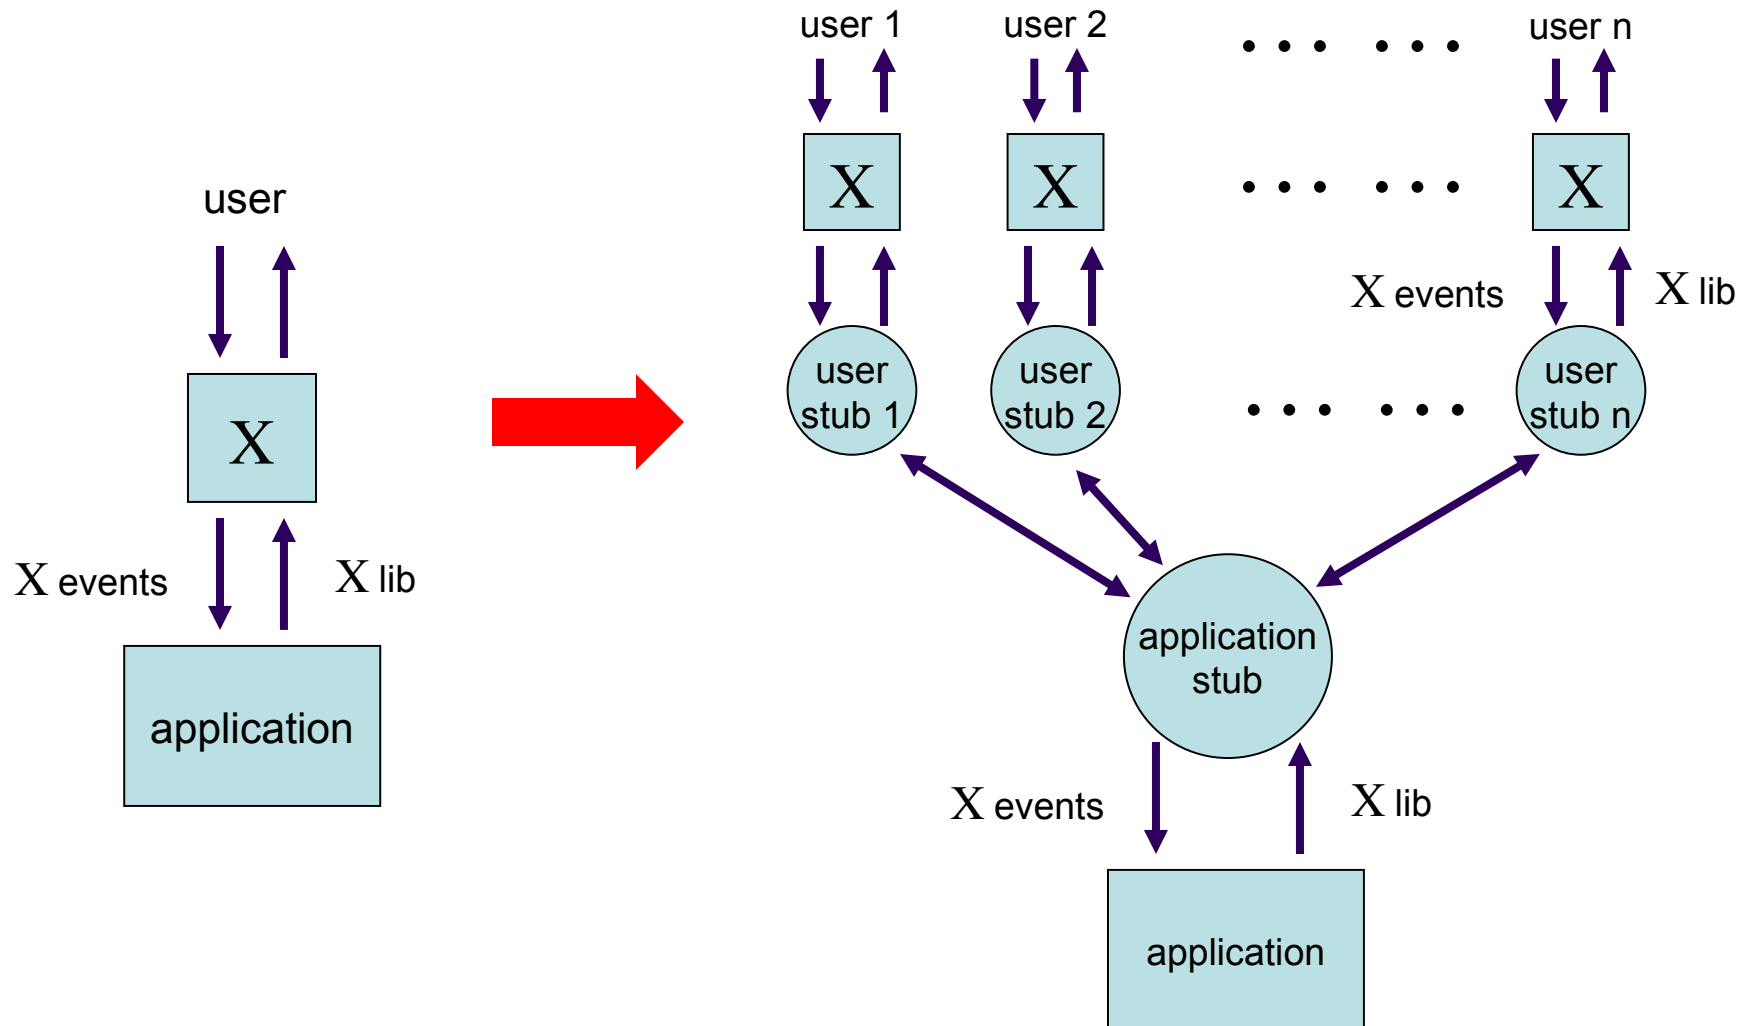 user
X
X events
X lib
application
user 1
user 2
user n
X
X
X
X events
X lib
user
stub 1
user
stub 2
user
stub n
application
stub
X events
X lib
application